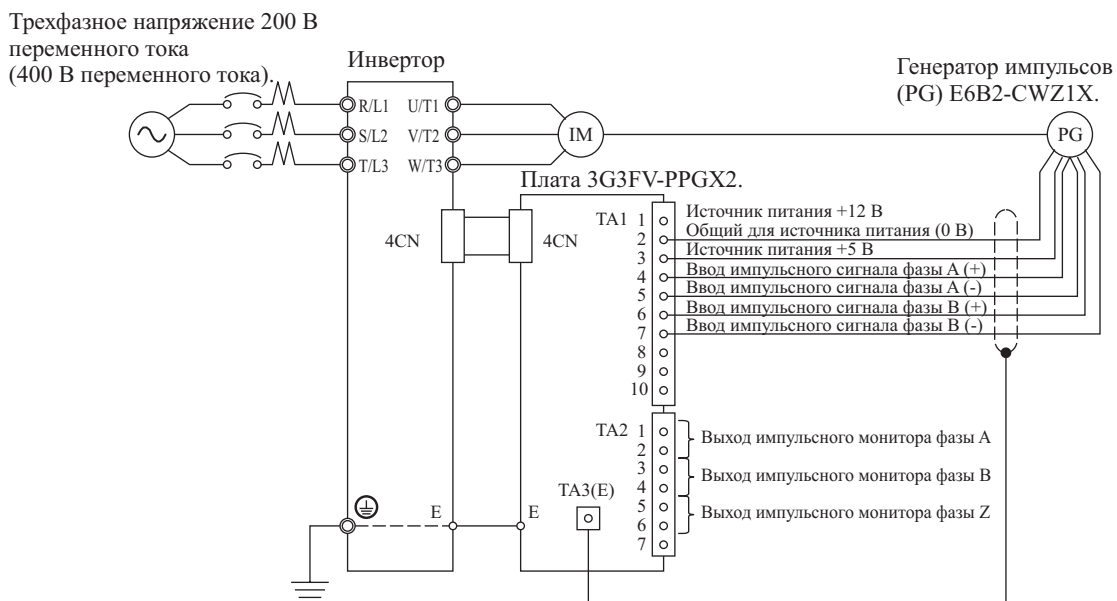 Трехфазное напряжение 200 В
переменного тока
(400 В переменного тока).
Инвертор
Генератор импульсов
(PG) E6B2-CWZ1X.
R/L1 U/T1
S/L2 V/T2
T/L3 W/T3
IM
PG
Плата 3G3FV-PPGX2.
4CN
4CN
TA1
1 Источник питания +12 В
2 Общий для источника питания (0 В)
3 Источник питания +5 В
4 Ввод импульсного сигнала фазы A (+)
5 Ввод импульсного сигнала фазы A (-)
6 Ввод импульсного сигнала фазы B (+)
7 Ввод импульсного сигнала фазы B (-)
8
9
10
TA2
1
2
Выход импульсного монитора фазы A
3
4
Выход импульсного монитора фазы B
5
6
Выход импульсного монитора фазы Z
7
TA3(E)
E
E